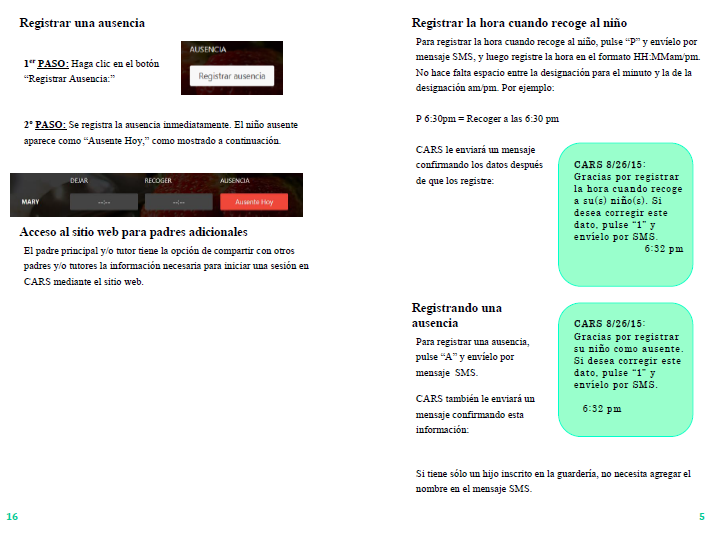 Registrar una ausencia
1er PASO: Haga clic en el botón
“Registrar Ausencia:”
AUSENCIA
Registrar ausencia
2º PASO: Se registra la ausencia inmediatamente. El niño ausente
aparece como “Ausente Hoy,” como mostrado a continuación.
DEJAR RECOGER AUSENCIA
MARY --:-- --:-- Ausente Hoy
Acceso al sitio web para padres adicionales
El padre principal y/o tutor tiene la opción de compartir con otros
padres y/o tutores la información necesaria para iniciar una sesión en
CARS mediante el sitio web.
16
Registrar la hora cuando recoge al niño
Para registrar la hora cuando recoge al niño, pulse “P” y envíelo por
mensaje SMS, y luego registre la hora en el formato HH:MMam/pm.
No hace falta espacio entre la designación para el minuto y la de la
designación am/pm. Por ejemplo:
P 6:30pm = Recoger a las 6:30 pm
CARS le enviará un mensaje
confirmando los datos después
de que los registre:
CARS 8/26/15:
Gracias por registrar
la hora cuando recoge
a su(s) niño(s). Si
desea corregir este
dato, pulse “1” y
envíelo por SMS.
6:32 pm
Registrando una
ausencia
Para registrar una ausencia,
pulse “A” y envíelo por
mensaje SMS.
CARS también le enviará un
mensaje confirmando esta
información:
CARS 8/26/15:
Gracias por registrar
su niño como ausente.
Si desea corregir este
dato, pulse “1” y
envíelo por SMS.
6:32 pm
Si tiene sólo un hijo inscrito en la guardería, no necesita agregar el
nombre en el mensaje SMS.
5